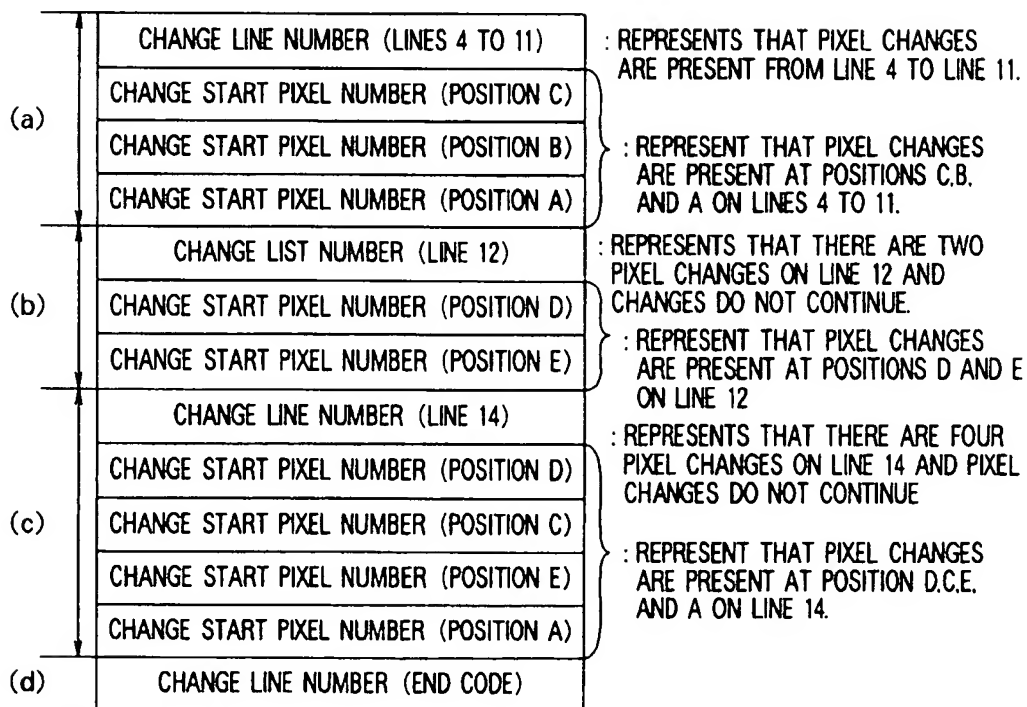 (a)
CHANGE LINE NUMBER (LINES 4 TO 11)
: REPRESENTS THAT PIXEL CHANGES
ARE PRESENT FROM LINE 4 TO LINE 11.
CHANGE START PIXEL NUMBER (POSITION C)
CHANGE START PIXEL NUMBER (POSITION B)
CHANGE START PIXEL NUMBER (POSITION A)
: REPRESENT THAT PIXEL CHANGES
ARE PRESENT AT POSITIONS C,B,
AND A ON LINES 4 TO 11.
(b)
CHANGE LIST NUMBER (LINE 12)
: REPRESENTS THAT THERE ARE TWO
PIXEL CHANGES ON LINE 12 AND
CHANGES DO NOT CONTINUE.
CHANGE START PIXEL NUMBER (POSITION D)
CHANGE START PIXEL NUMBER (POSITION E)
: REPRESENT THAT PIXEL CHANGES
ARE PRESENT AT POSITIONS D AND E
ON LINE 12
(c)
CHANGE LINE NUMBER (LINE 14)
: REPRESENTS THAT THERE ARE FOUR
PIXEL CHANGES ON LINE 14 AND PIXEL
CHANGES DO NOT CONTINUE
CHANGE START PIXEL NUMBER (POSITION D)
CHANGE START PIXEL NUMBER (POSITION C)
CHANGE START PIXEL NUMBER (POSITION E)
CHANGE START PIXEL NUMBER (POSITION A)
: REPRESENT THAT PIXEL CHANGES
ARE PRESENT AT POSITION D,C,E,
AND A ON LINE 14.
(d)
CHANGE LINE NUMBER (END CODE)